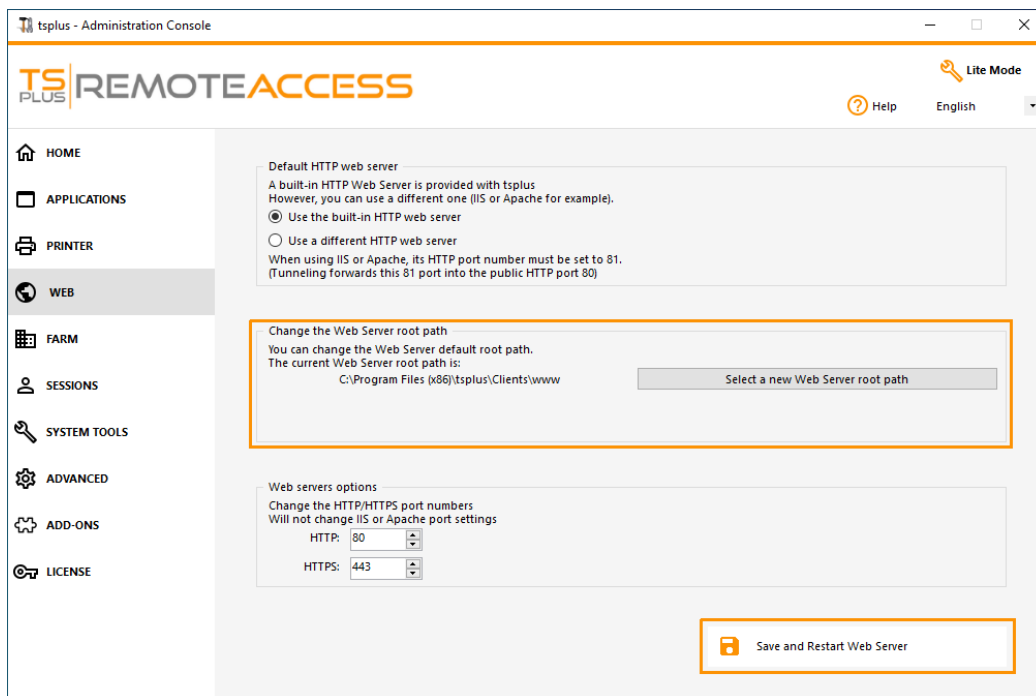 tsplus - Administration Console
TS PLUS REMOTEACCESS
Lite Mode
Help
English
HOME
APPLICATIONS
PRINTER
WEB
FARM
SESSIONS
SYSTEM TOOLS
ADVANCED
ADD-ONS
LICENSE
Default HTTP web server
A built-in HTTP Web Server is provided with tsplus
However, you can use a different one (IIS or Apache for example).
Use the built-in HTTP web server
Use a different HTTP web server
When using IIS or Apache, its HTTP port number must be set to 81.
(Tunneling forwards this 81 port into the public HTTP port 80)
Change the Web Server root path
You can change the Web Server default root path.
The current Web Server root path is:
C:\Program Files (x86)\tsplus\Clients\www
Select a new Web Server root path
Web servers options
Change the HTTP/HTTPS port numbers
Will not change IIS or Apache port settings
HTTP: 80
HTTPS: 443
Save and Restart Web Server